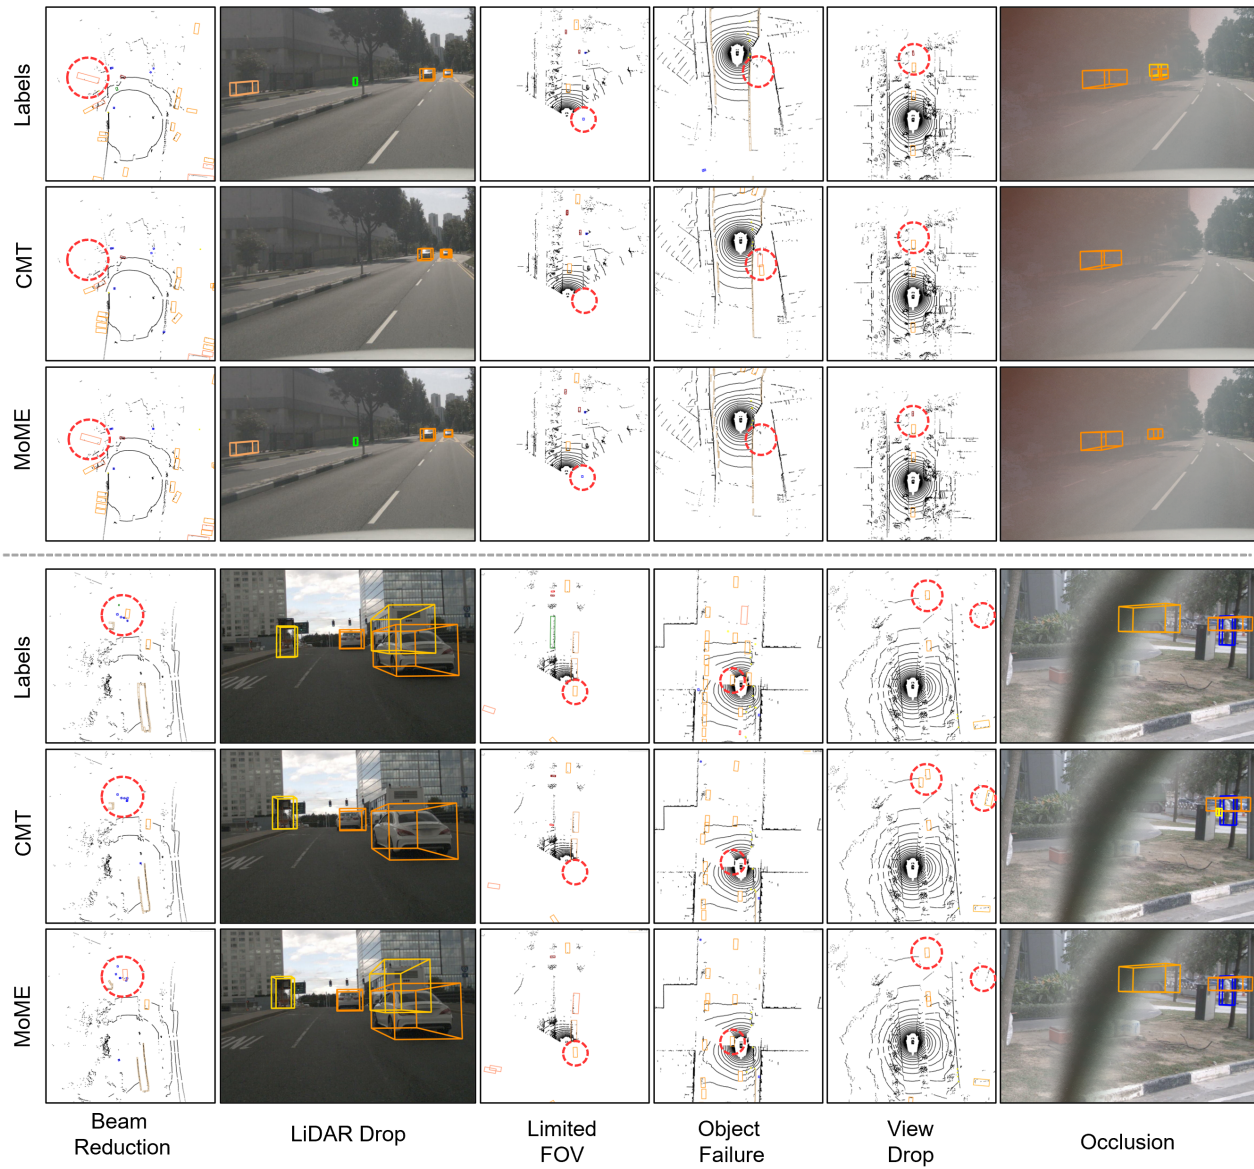 Labels
CMT
MoME
Labels
CMT
MoME
Beam
Reduction
LiDAR Drop
Limited
FOV
Object
Failure
View
Drop
Occlusion